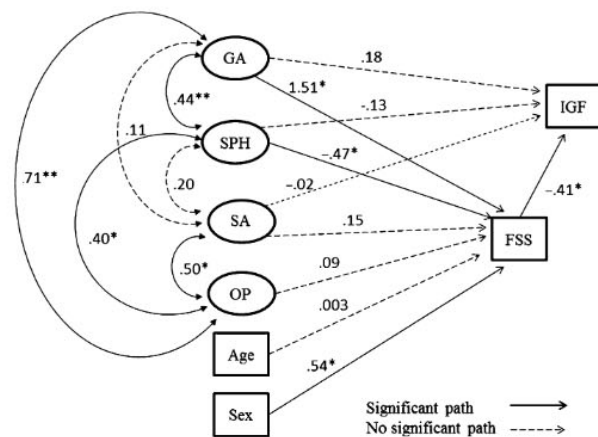 GA
.18
1.51*
IGF
.44**
-.13
.11
SPH
−.47*
.71**
.20
−.02
−.41*
SA
.15
FSS
.40*
.50*
.09
OP
.003
Age
.54*
Sex
Significant path
No significant path